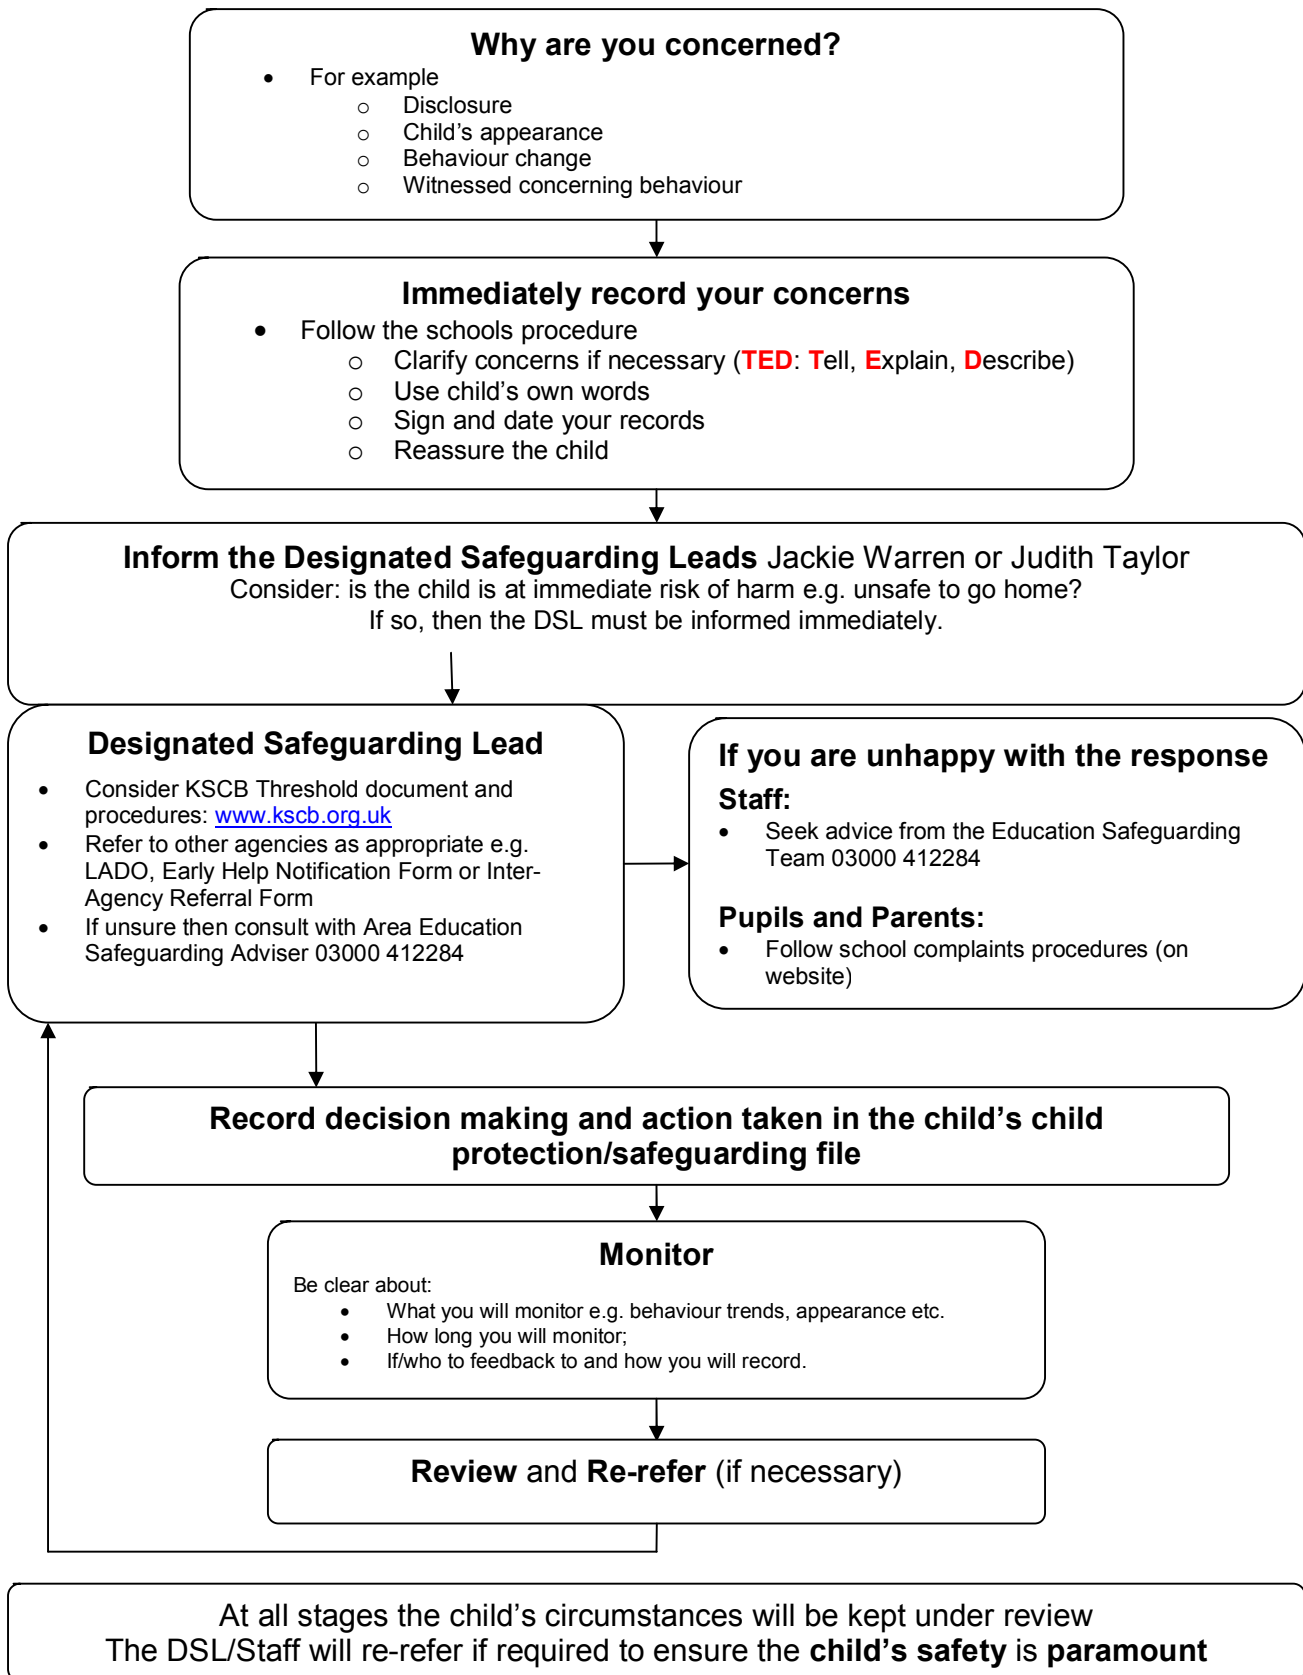 Why are you concerned?
• For example
o Disclosure
o Child's appearance
o Behaviour change
o Witnessed concerning behaviour
Immediately record your concerns
• Follow the schools procedure
o Clarify concerns if necessary (TED: Tell, Explain, Describe)
o Use child's own words
o Sign and date your records
o Reassure the child
Inform the Designated Safeguarding Leads Jackie Warren or Judith Taylor
Consider: is the child is at immediate risk of harm e.g. unsafe to go home?
If so, then the DSL must be informed immediately.
Designated Safeguarding Lead
• Consider KSCB Threshold document and
procedures: www.kscb.org.uk
• Refer to other agencies as appropriate e.g.
LADO, Early Help Notification Form or Inter-
Agency Referral Form
• If unsure then consult with Area Education
Safeguarding Adviser 03000 412284
If you are unhappy with the response
Staff:
• Seek advice from the Education Safeguarding
Team 03000 412284
Pupils and Parents:
• Follow school complaints procedures (on
website)
Record decision making and action taken in the child's child
protection/safeguarding file
Monitor
Be clear about:
• What you will monitor e.g. behaviour trends, appearance etc.
• How long you will monitor;
• If/who to feedback to and how you will record.
Review and Re-refer (if necessary)
At all stages the child's circumstances will be kept under review
The DSL/Staff will re-refer if required to ensure the child's safety is paramount